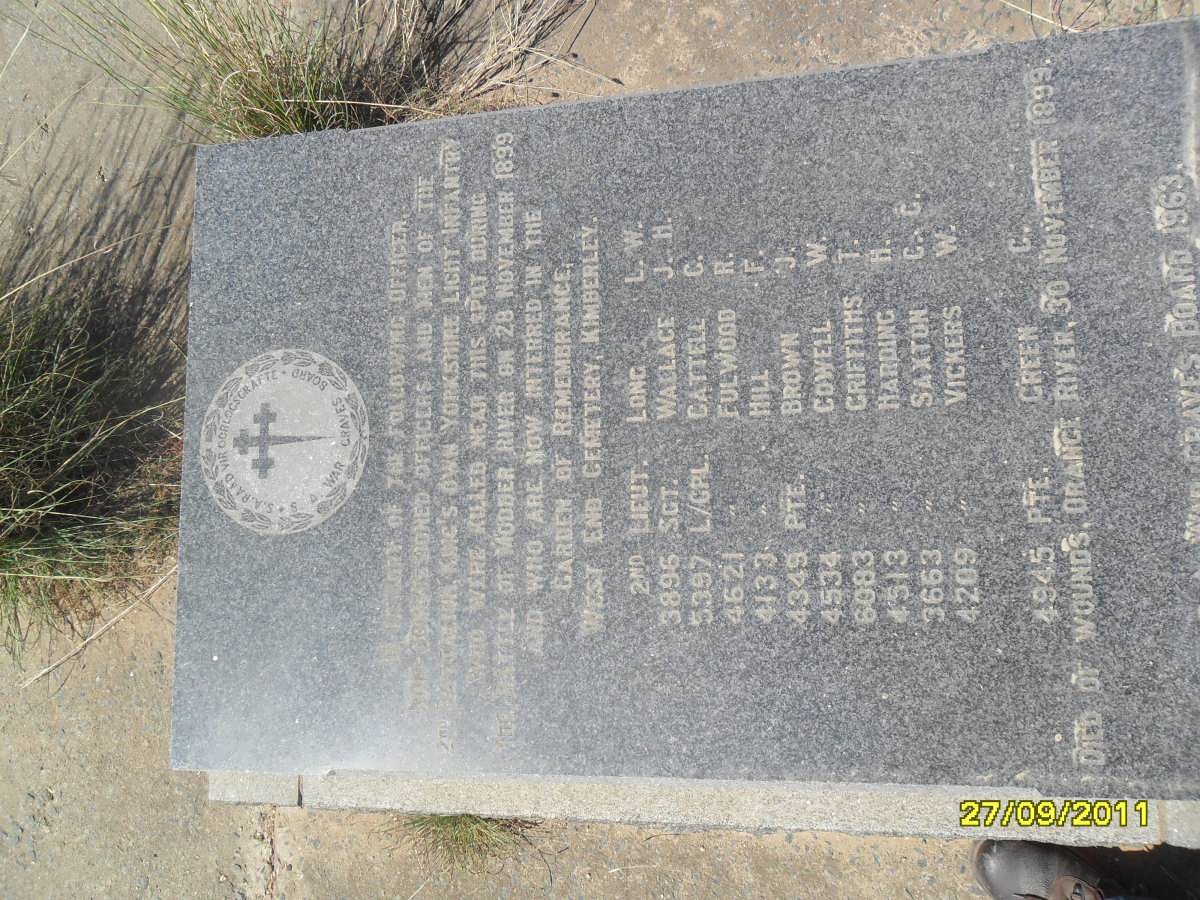 S.A. RAAD VIR OORLOGSGRAFTE • S.A. WAR GRAVES BOARD •
IN MEMORY OF THE FOLLOWING OFFICER,
NON-COMMISSIONED OFFICERS AND MEN OF THE
2ND BATTALION KING'S OWN YORKSHIRE LIGHT INFANTRY
WHO WERE KILLED NEAR THIS SPOT DURING
THE BATTLE OF MODDER RIVER ON 28 NOVEMBER 1899
AND WHO ARE NOW INTERRED IN THE
GARDEN OF REMEMBRANCE,
WEST END CEMETERY, KIMBERLEY.
2ND LIEUT. LONG L. W.
3896 SGT. WALLACE J. H.
5397 L/CPL. CATTELL C.
4621 " FULWOOD R.
4133 " HILL F.
4349 PTE. BROWN J.
4534 " COWELL W.
6083 " GRIFFITHS T.
4513 " HARDING H.
3663 " SAXTON C. C.
4209 " VICKERS W.
4945 PTE. GREEN C.
DIED OF WOUNDS, ORANGE RIVER, 30 NOVEMBER 1899.
GRAVES BOARD 1963.
27/09/2011